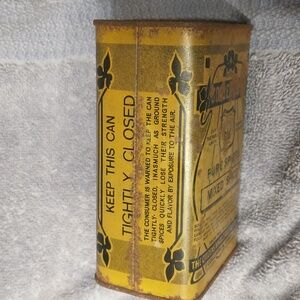 KEEP THIS CAN
TIGHTLY CLOSED
THE CONSUMER IS WARNED TO KEEP THE CAN
TIGHTLY CLOSED, INASMUCH AS GROUND
SPICES QUICKLY LOSE THEIR STRENGTH
AND FLAVOR BY EXPOSURE TO THE AIR.
PURE
MIXED
THE